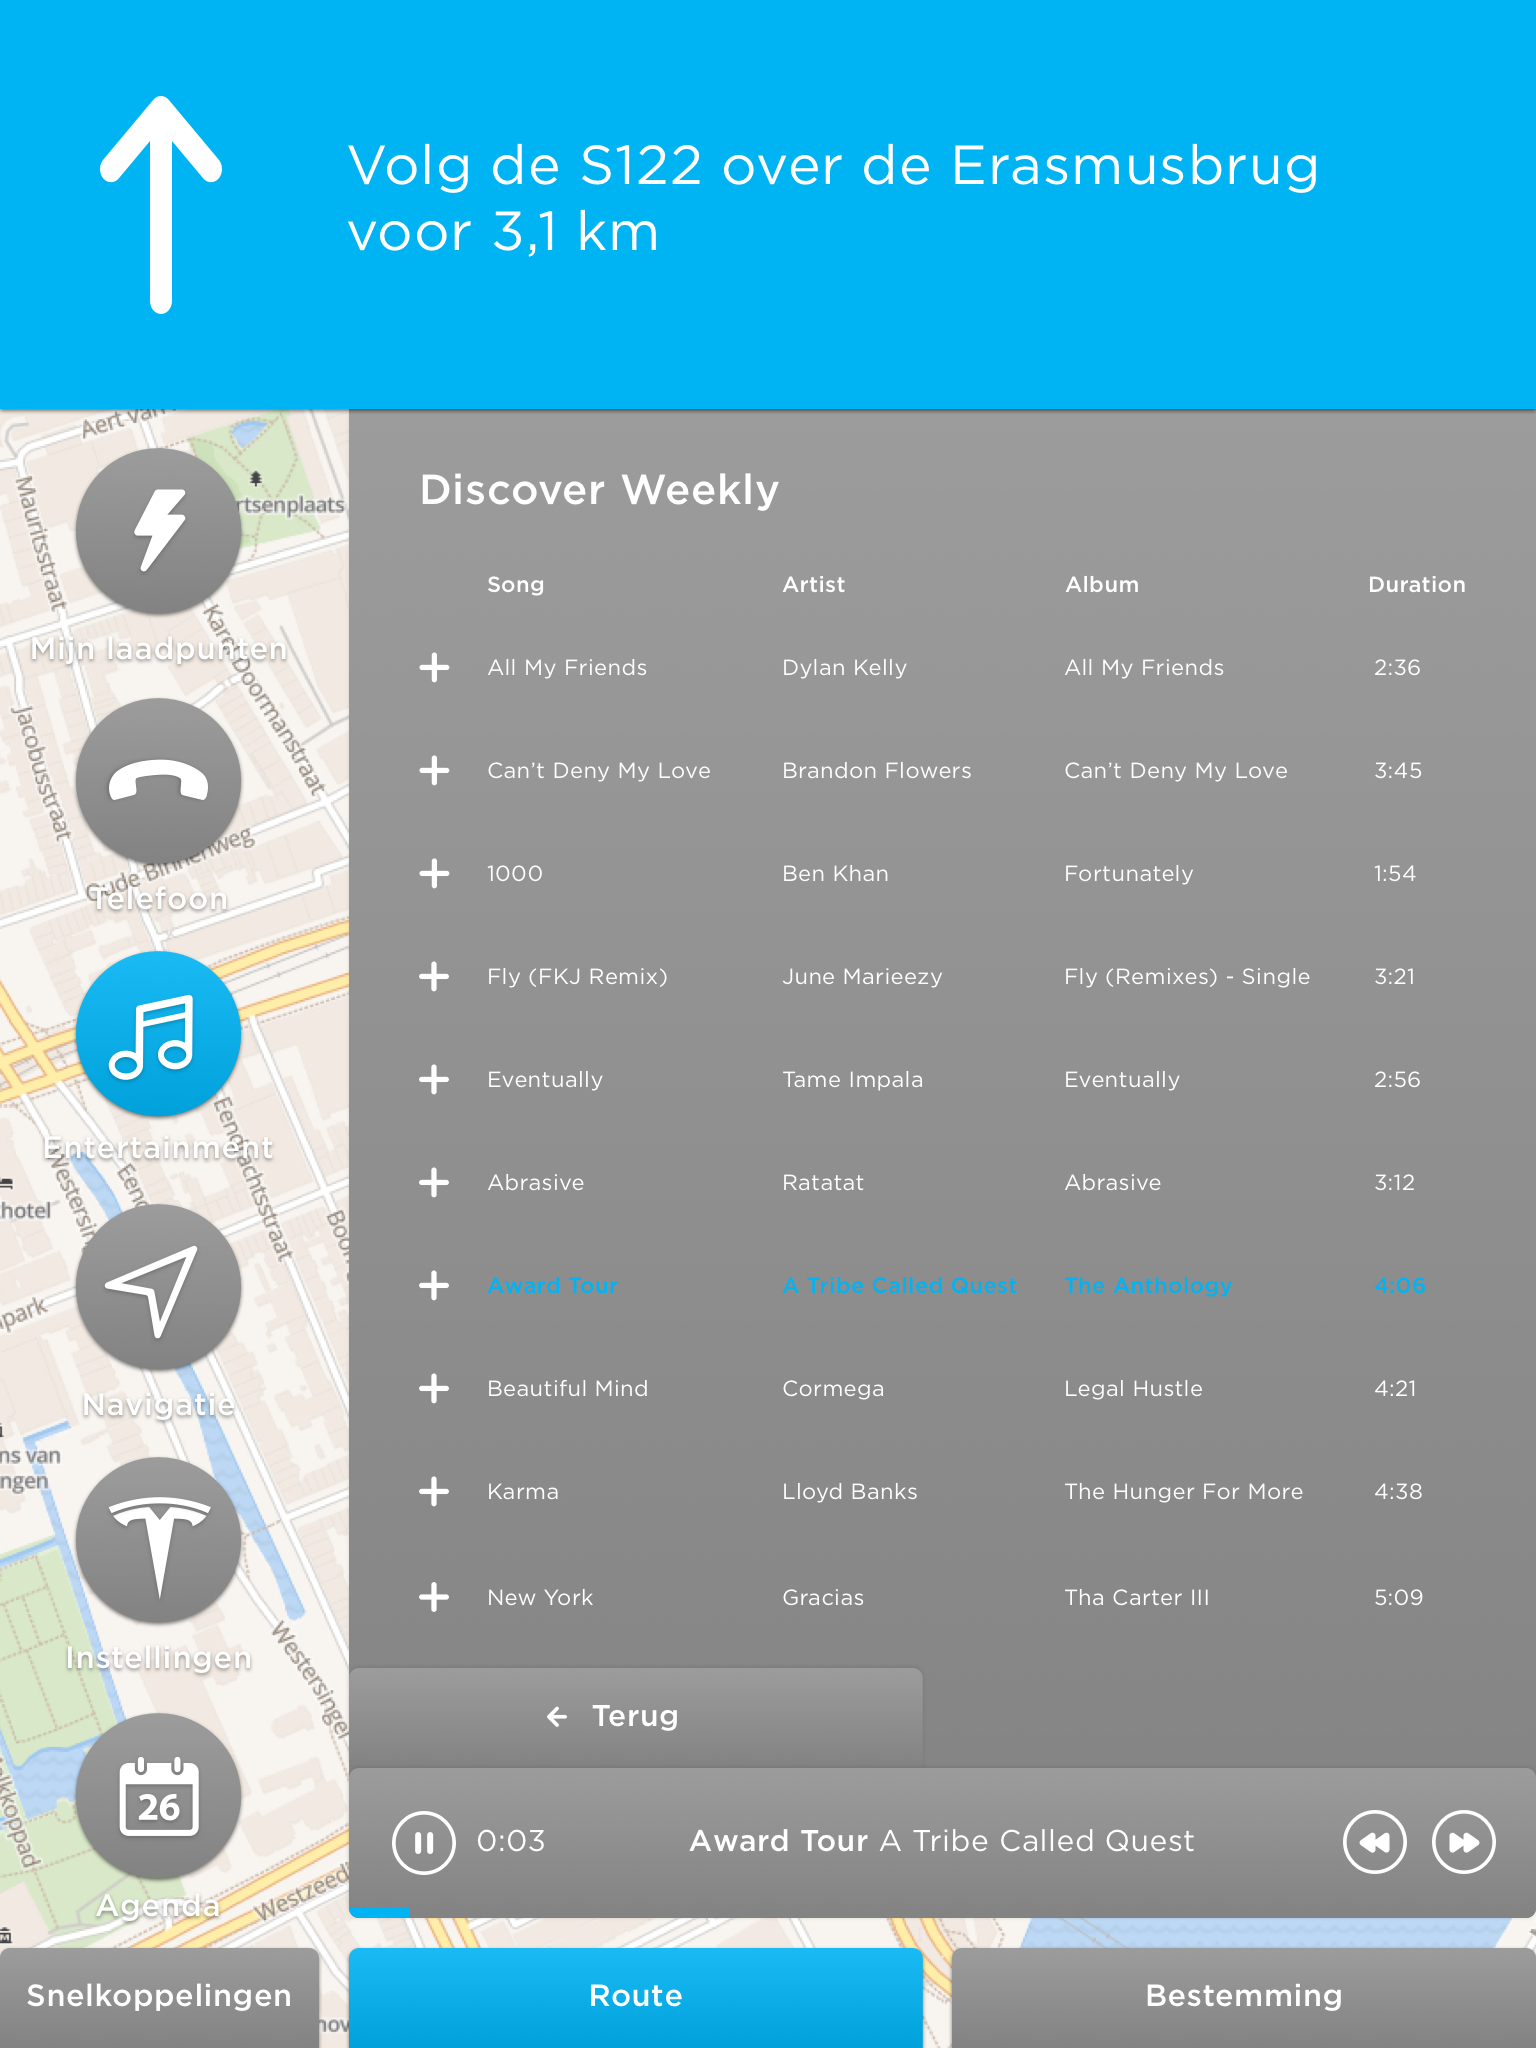 Volg de S122 over de Erasmusbrug
voor 3,1 km
Aert van
Mauritsstraat
rtsenplaats
Karel Doormanstraat
Mijn laadpunten
Jacobusstraat
Oude Binnenweg
Telefoon
Entertainment
Eendrachtsstraat
Westersin
Eend
hotel
Boom
park
Navigatie
ns van
ngen
Instellingen
Westersingel
26
alkkoppad
Agenda
Westzeedi
Discover Weekly
Song Artist Album Duration
All My Friends Dylan Kelly All My Friends 2:36
Can’t Deny My Love Brandon Flowers Can’t Deny My Love 3:45
1000 Ben Khan Fortunately 1:54
Fly (FKJ Remix) June Marieezy Fly (Remixes) - Single 3:21
Eventually Tame Impala Eventually 2:56
Abrasive Ratatat Abrasive 3:12
Award Tour A Tribe Called Quest The Anthology 4:06
Beautiful Mind Cormega Legal Hustle 4:21
Karma Lloyd Banks The Hunger For More 4:38
New York Gracias Tha Carter III 5:09
Terug
0:03 Award Tour A Tribe Called Quest
Snelkoppelingen Route Bestemming